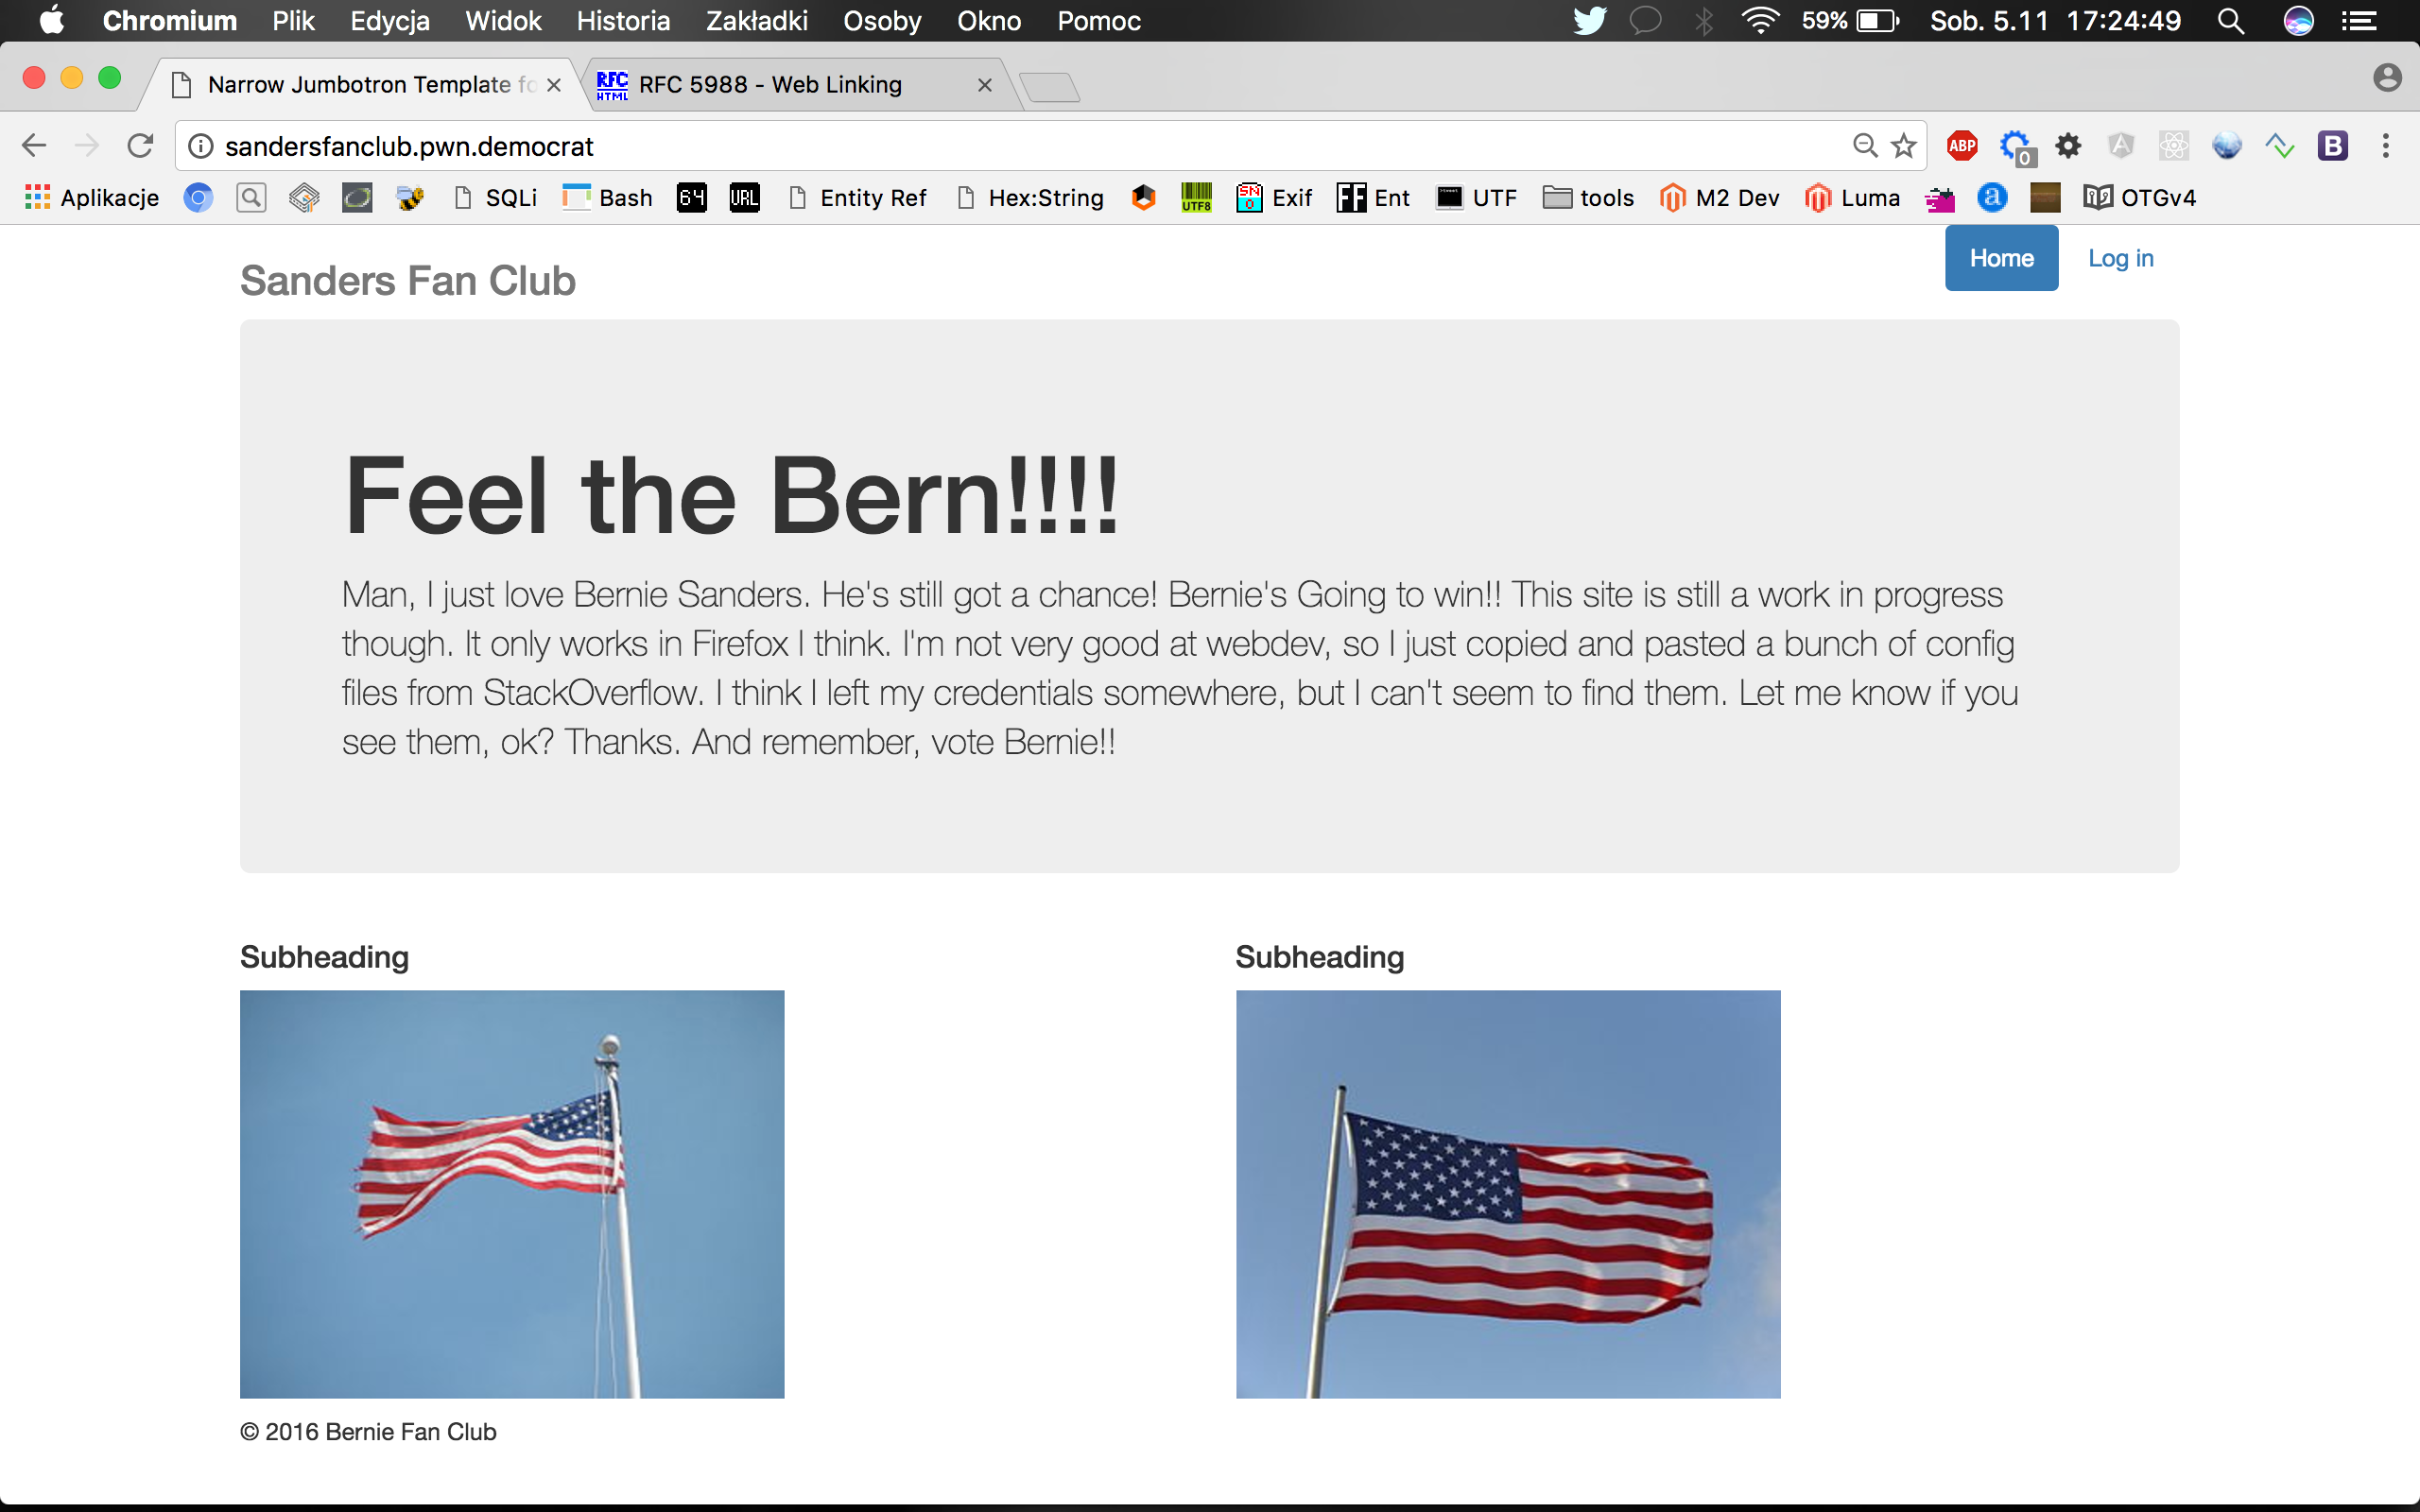 Chromium Plik Edycja Widok Historia Zakładki Osoby Okno Pomoc 59% Sob. 5.11 17:24:49
Narrow Jumbotron Template fo RFC HTML RFC 5988 - Web Linking
sandersfanclub.pwn.democrat ABP 0 A B
Aplikacje SQLi Bash 64 URL Entity Ref Hex:String UTF8 Exif FF Ent UTF tools M2 Dev Luma a OTGv4
Home Log in
Sanders Fan Club
Feel the Bern!!!!
Man, I just love Bernie Sanders. He's still got a chance! Bernie's Going to win!! This site is still a work in progress
though. It only works in Firefox I think. I'm not very good at webdev, so I just copied and pasted a bunch of config
files from StackOverflow. I think I left my credentials somewhere, but I can't seem to find them. Let me know if you
see them, ok? Thanks. And remember, vote Bernie!!
Subheading Subheading
© 2016 Bernie Fan Club